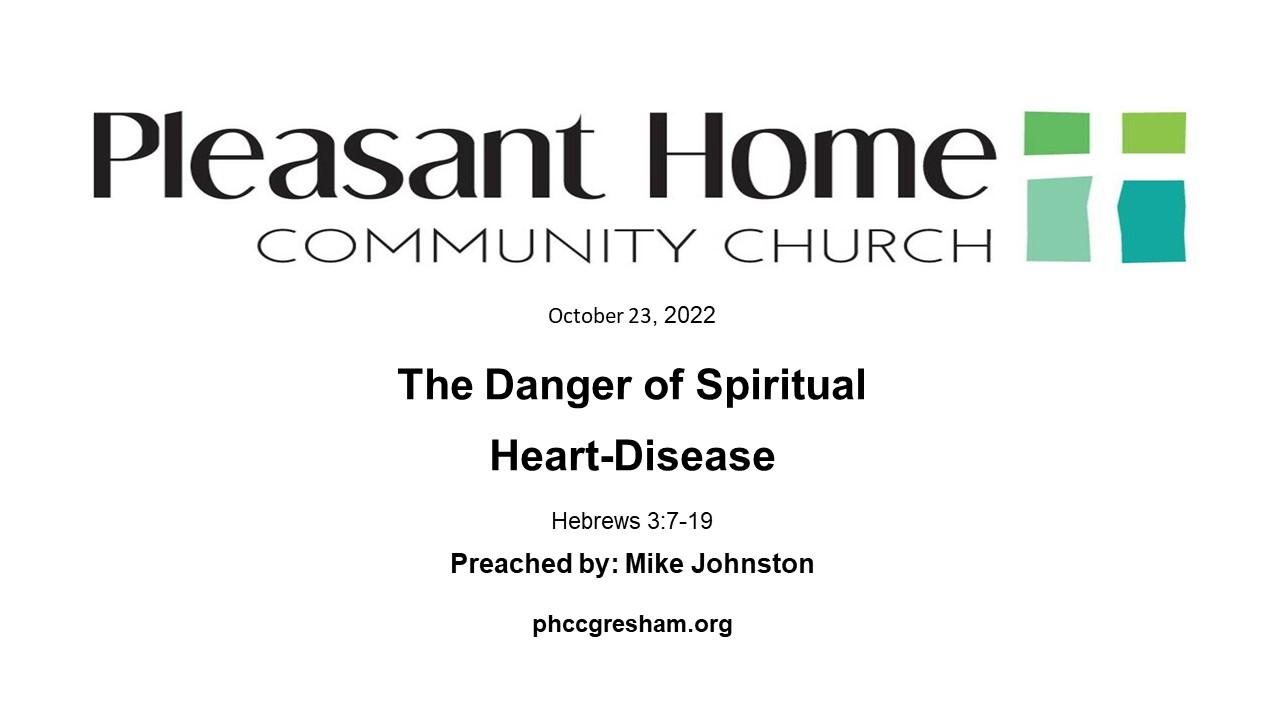 Pleasant Home
COMMUNITY CHURCH
October 23, 2022
The Danger of Spiritual
Heart-Disease
Hebrews 3:7-19
Preached by: Mike Johnston
phccgresham.org